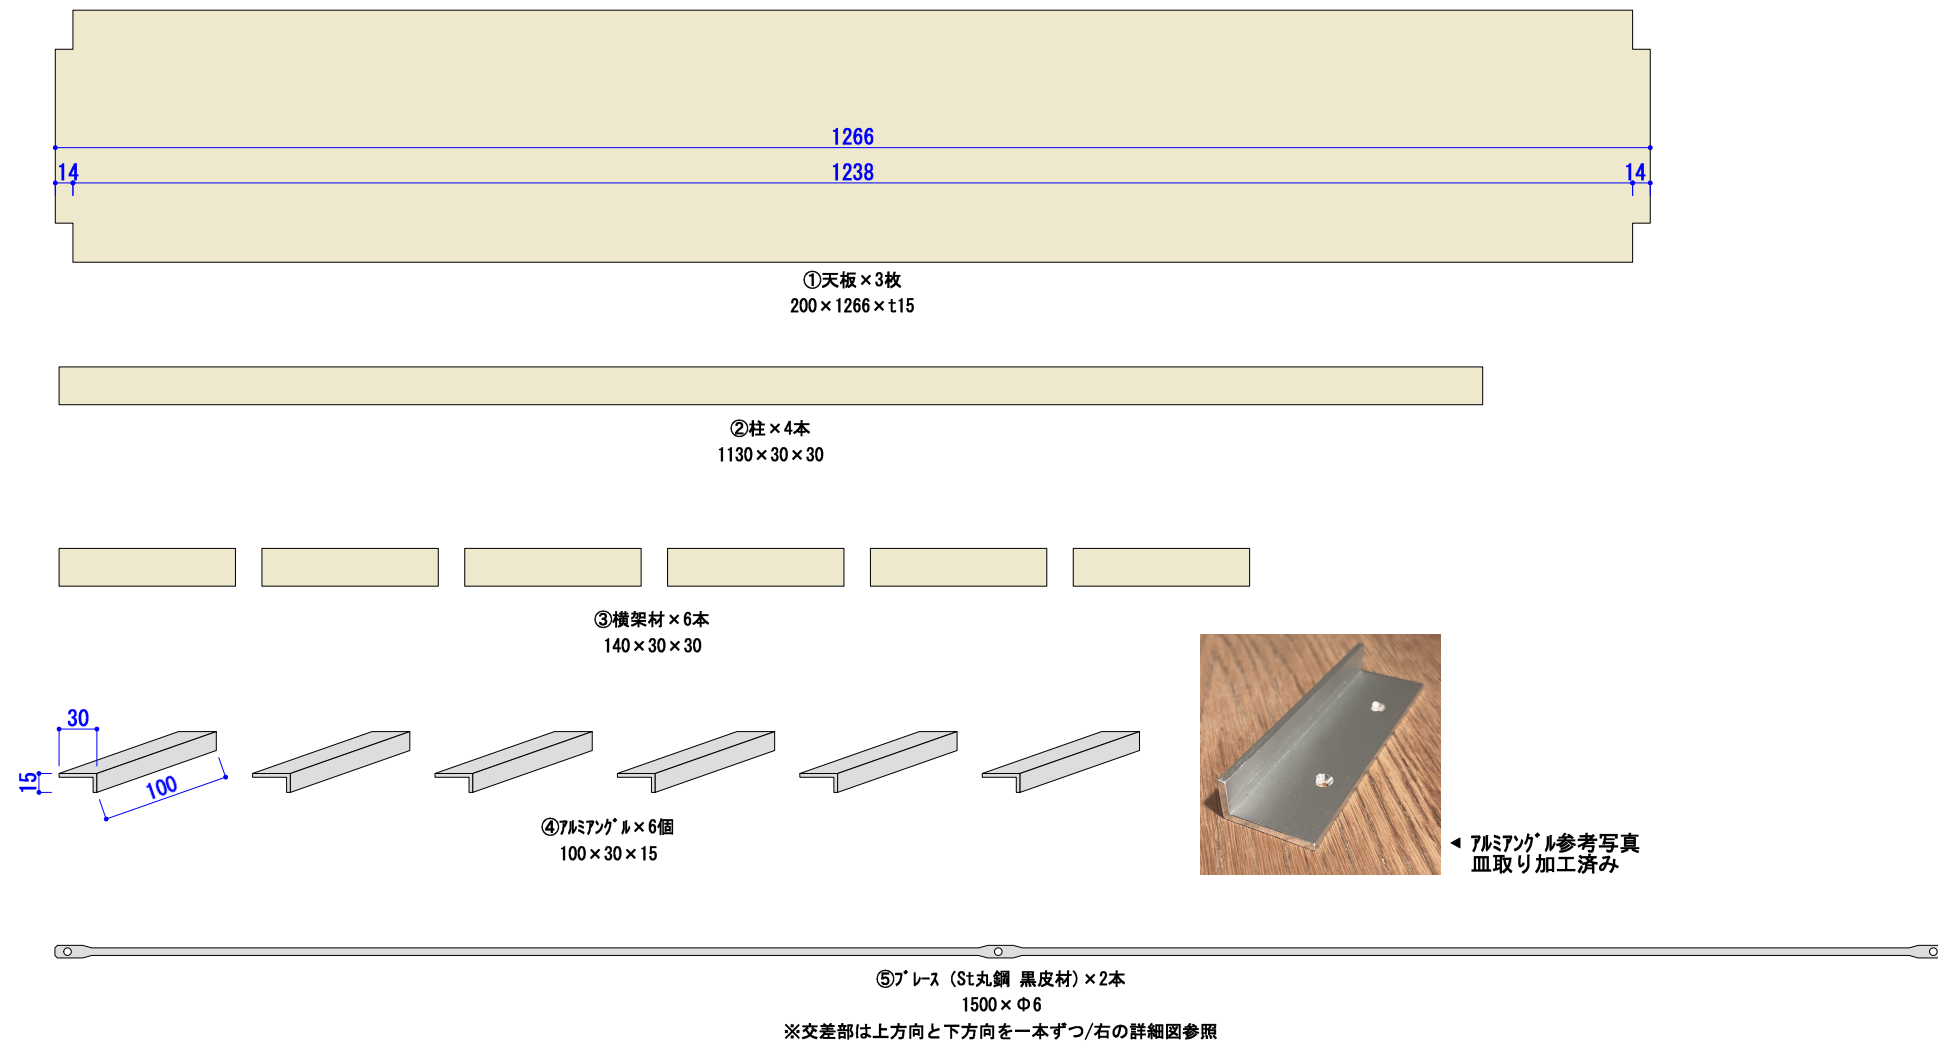 1266
14
1238
14
①天板×3枚
200×1266×t15
②柱×4本
1130×30×30
③横架材×6本
140×30×30
30
15
100
④ｱﾙﾐｱﾝｸﾞﾙ×6個
100×30×15
◀ ｱﾙﾐｱﾝｸﾞﾙ参考写真
皿取り加工済み
⑤ﾌﾞﾚｰｽ（St丸鋼 黒皮材）×2本
1500×Φ6
※交差部は上方向と下方向を一本ずつ/右の詳細図参照